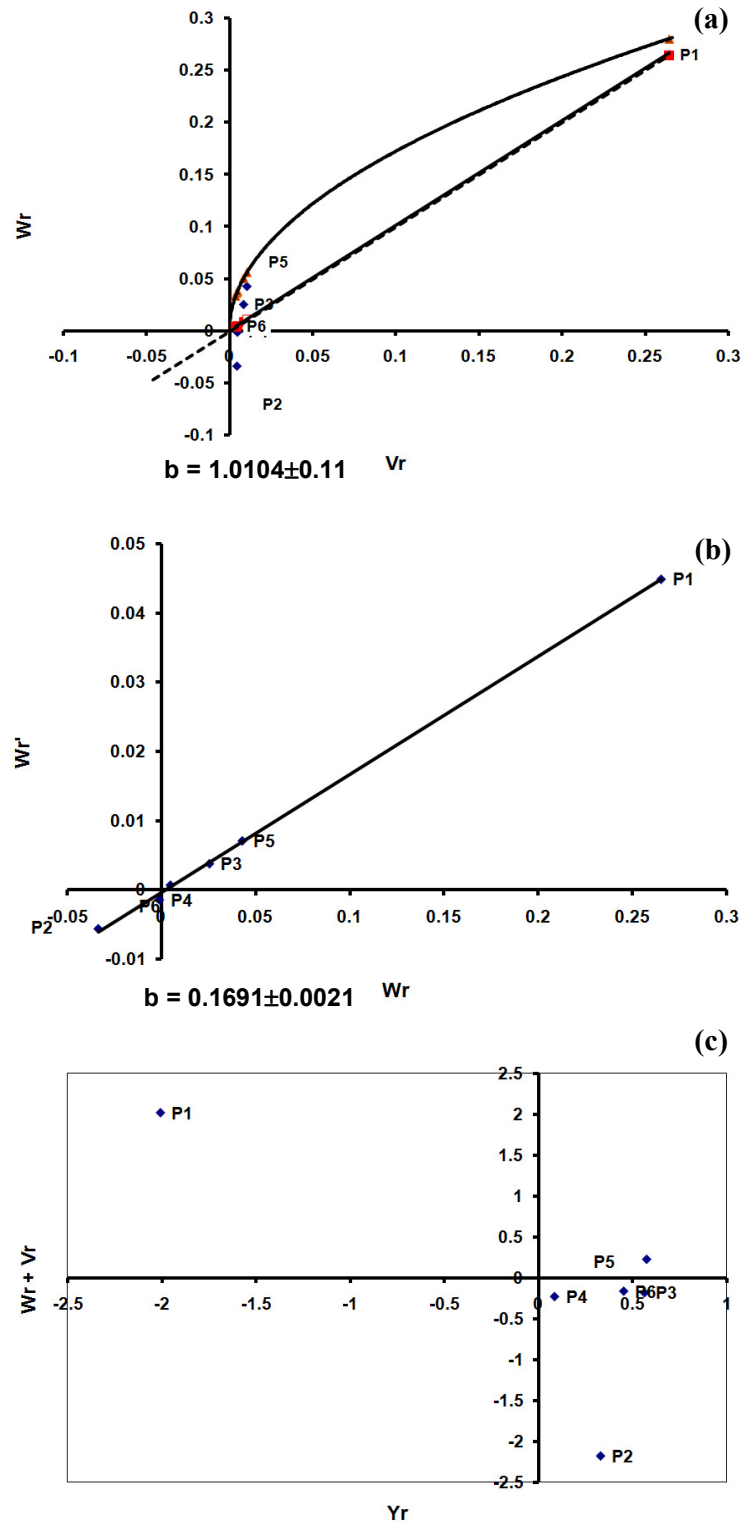 (a)
0.3
P1
0.25
0.2
0.15
Wr
0.1
P5
0.05
P3
P6
0
-0.1
-0.05
0
0.05
0.1
0.15
0.2
0.25
0.3
-0.05
P2
-0.1
b = 1.0104±0.11
Vr
(b)
0.05
P1
0.04
0.03
Wr'
0.02
0.01
P5
P3
0
P6
P4
-0.05
0
0.05
0.1
0.15
0.2
0.25
0.3
P2
-0.01
b = 0.1691±0.0021
Wr
(c)
2.5
P1
2
1.5
1
0.5
P5
Wr + Vr
0
-2.5
-2
-1.5
-1
-0.5
0
0.5
1
P4
P6
P3
-0.5
-1
-1.5
-2
P2
-2.5
Yr